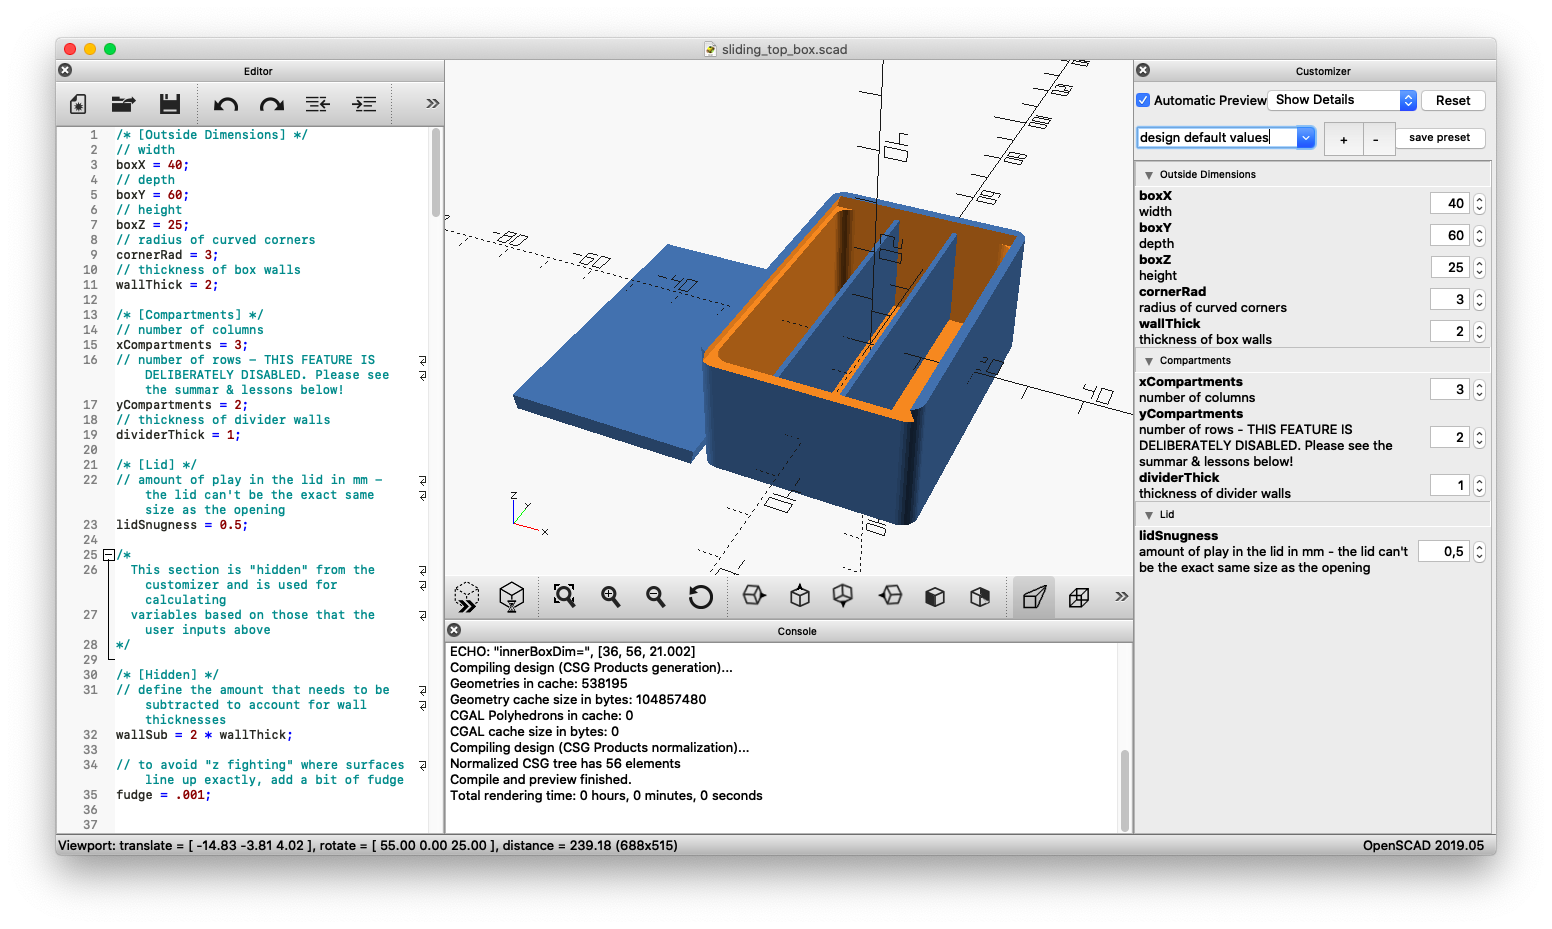 sliding_top_box.scad
Editor
1 /* [Outside Dimensions] */
2 // width
3 boxX = 40;
4 // depth
5 boxY = 60;
6 // height
7 boxZ = 25;
8 // radius of curved corners
9 cornerRad = 3;
10 // thickness of box walls
11 wallThick = 2;
12
13 /* [Compartments] */
14 // number of columns
15 xCompartments = 3;
16 // number of rows - THIS FEATURE IS
DELIBERATELY DISABLED. Please see
the summar & lessons below!
17 yCompartments = 2;
18 // thickness of divider walls
19 dividerThick = 1;
20
21 /* [Lid] */
22 // amount of play in the lid in mm -
the lid can't be the exact same
size as the opening
23 lidSnugness = 0.5;
24
25 /*
26 This section is "hidden" from the
customizer and is used for
calculating
27 variables based on those that the
user inputs above
28 */
29
30 /* [Hidden] */
31 // define the amount that needs to be
subtracted to account for wall
thicknesses
32 wallSub = 2 * wallThick;
33
34 // to avoid "z fighting" where surfaces
line up exactly, add a bit of fudge
35 fudge = .001;
36
37
z
y
x
Console
ECHO: "innerBoxDim=", [36, 56, 21.002]
Compiling design (CSG Products generation)...
Geometries in cache: 538195
Geometry cache size in bytes: 104857480
CGAL Polyhedrons in cache: 0
CGAL cache size in bytes: 0
Compiling design (CSG Products normalization)...
Normalized CSG tree has 56 elements
Compile and preview finished.
Total rendering time: 0 hours, 0 minutes, 0 seconds
Customizer
Automatic Preview Show Details Reset
design default values + - save preset
Outside Dimensions
boxX
width 40
boxY
depth 60
boxZ
height 25
cornerRad
radius of curved corners 3
wallThick
thickness of box walls 2
Compartments
xCompartments
number of columns 3
yCompartments
number of rows - THIS FEATURE IS
DELIBERATELY DISABLED. Please see the 2
summar & lessons below!
dividerThick
thickness of divider walls 1
Lid
lidSnugness
amount of play in the lid in mm - the lid can't 0,5
be the exact same size as the opening
Viewport: translate = [ -14.83 -3.81 4.02 ], rotate = [ 55.00 0.00 25.00 ], distance = 239.18 (688x515)
OpenSCAD 2019.05